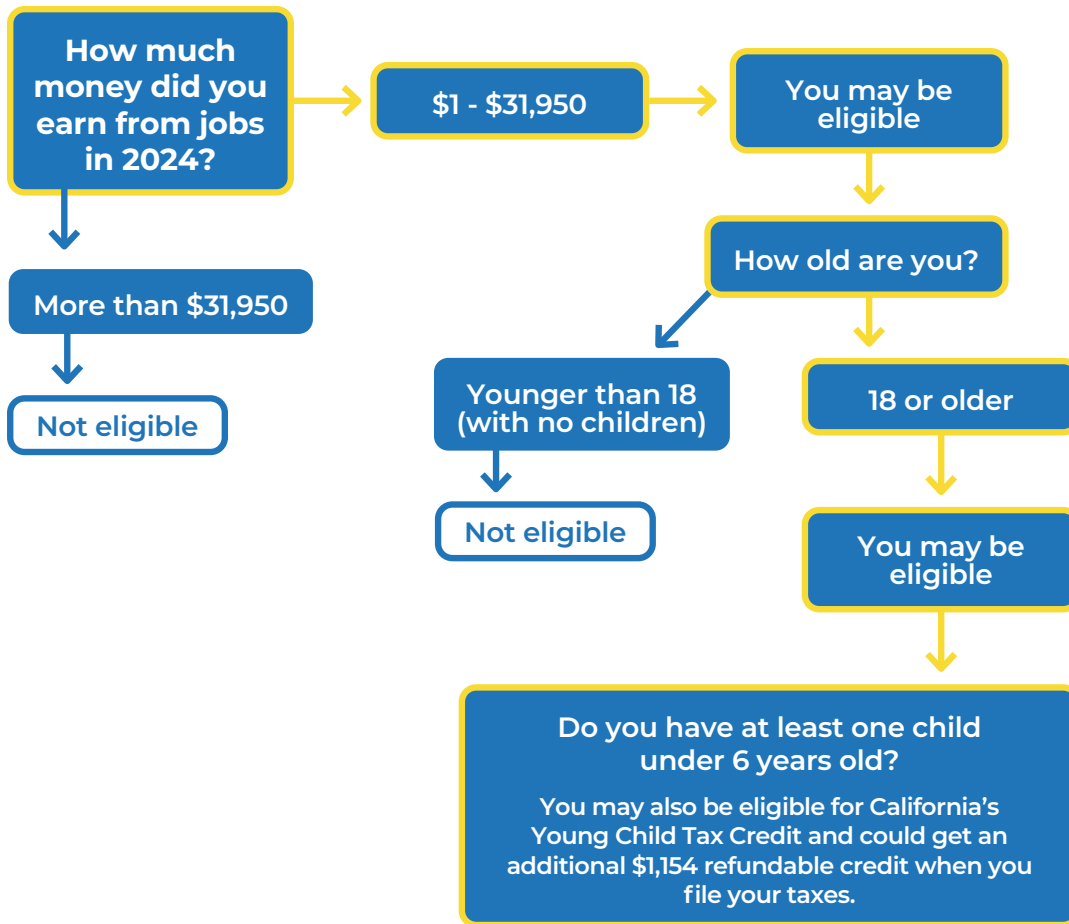 How much
money did you
earn from jobs
in 2024?
$1 - $31,950
You may be
eligible
How old are you?
More than $31,950
Not eligible
Younger than 18
(with no children)
Not eligible
18 or older
You may be
eligible
Do you have at least one child
under 6 years old?
You may also be eligible for California’s
Young Child Tax Credit and could get an
additional $1,154 refundable credit when you
file your taxes.